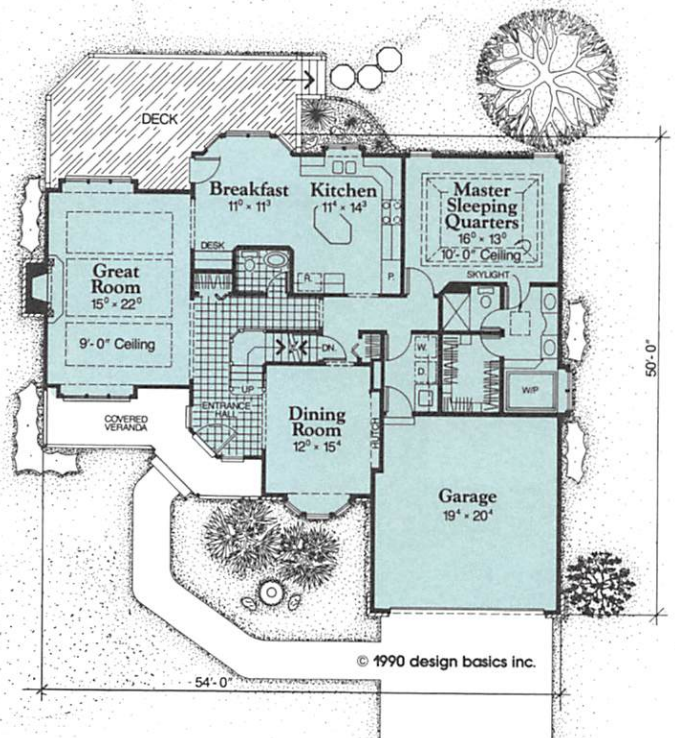 DECK
Breakfast
11⁰ × 11³
Kitchen
11⁴ × 14³
Master
Sleeping
Quarters
16⁰ × 13⁰
10'-0" Ceiling
SKYLIGHT
DESK
R.
P.
Great
Room
15⁰ × 22⁰
9'-0" Ceiling
DN.
W.
D.
UP
W/P
50'-0"
COVERED
VERANDA
ENTRANCE
HALL
Dining
Room
12⁰ × 15⁴
HUTCH
Garage
19⁴ × 20⁴
© 1990 design basics inc.
54'-0"